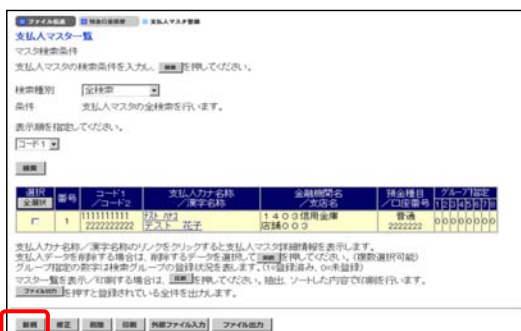 ファイル伝送 預金口座振替 支払人マスタ登録
支払人マスター覧
マスタ検索条件
支払人マスタの検索条件を入力し、検索 を押してください。
検索種別 全検索
条件 支払人マスタの全検索を行います。
表示順を指定してください。
コード1
検索
選択 番号 コード1 支払人カナ名称 金融機関名 預金種目 グループ指定
全選択 /コード2 /漢字名称 /支店名 /口座番号 1 2 3 4 5 6 7 8
1 1111111111 テスト ハナコ 1403信用金庫 普通 0 0 0 0 0 0 0 0
2222222222 テスト 花子 店舗003 2222222
支払人カナ名称/漢字名称のリンクをクリックすると支払人マスタ詳細情報を表示します。
支払人データを削除する場合は、削除するデータを選択して 削除 を押してください。(複数選択可能)
グループ指定の数字は検索グループの登録状況を表します。(1=登録済み、0=未登録)
マスター覧を表示/印刷する場合は、印刷 を押してください。抽出、ソートした内容で印刷を行います。
ファイル出力 を押すと登録されている全件を出力します。
新規 修正 削除 印刷 外部ファイル入力 ファイル出力